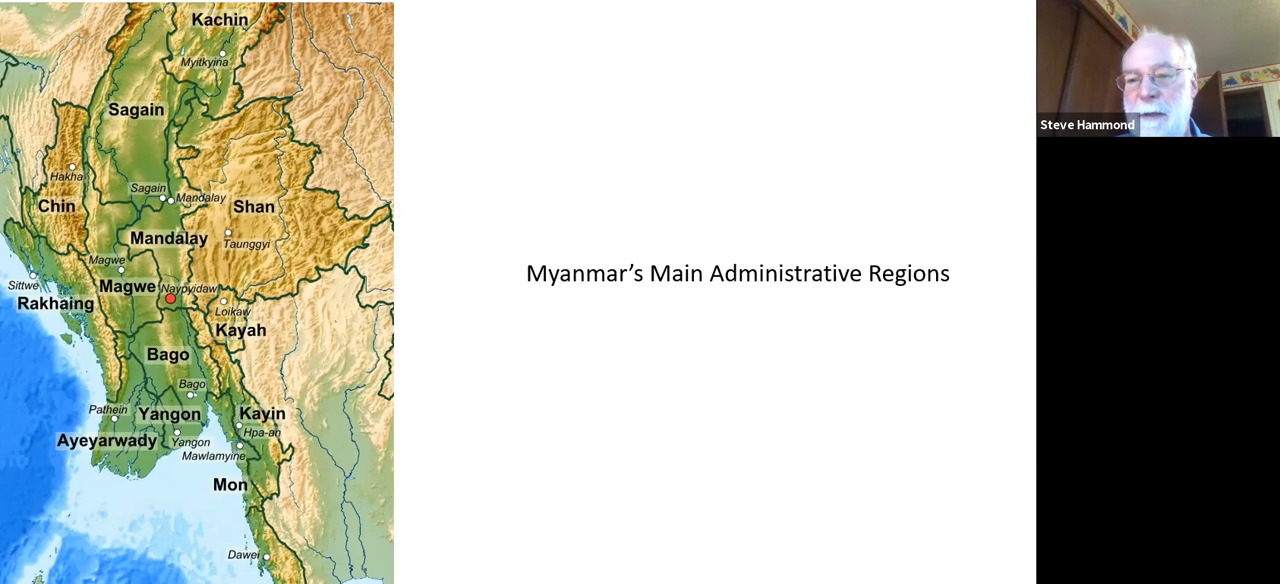 Kachin
Myitkyina
Sagain
Hakha
Sagain
Mandalay
Chin
Shan
Mandalay
Taunggyi
Magwe
Sittwe
Magwe
Naypyidaw
Rakhaing
Loikaw
Kayah
Bago
Bago
Pathein
Yangon
Kayin
Hpa-an
Ayeyarwady
Yangon
Mawlamyine
Mon
Dawei
Myanmar’s Main Administrative Regions
Steve Hammond